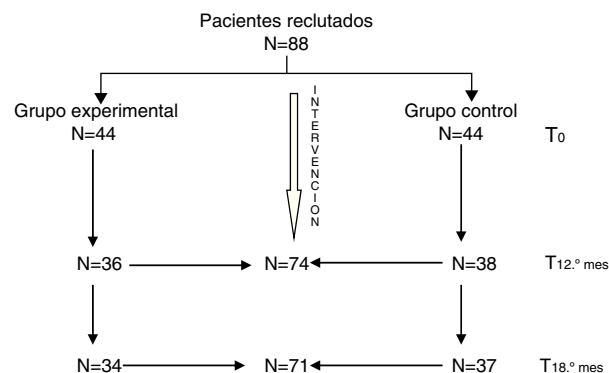 Pacientes reclutados
N=88
Grupo experimental
N=44
INTERVENCION
Grupo control
N=44
T0
N=36
N=74
N=38
T12.º mes
N=34
N=71
N=37
T18.º mes